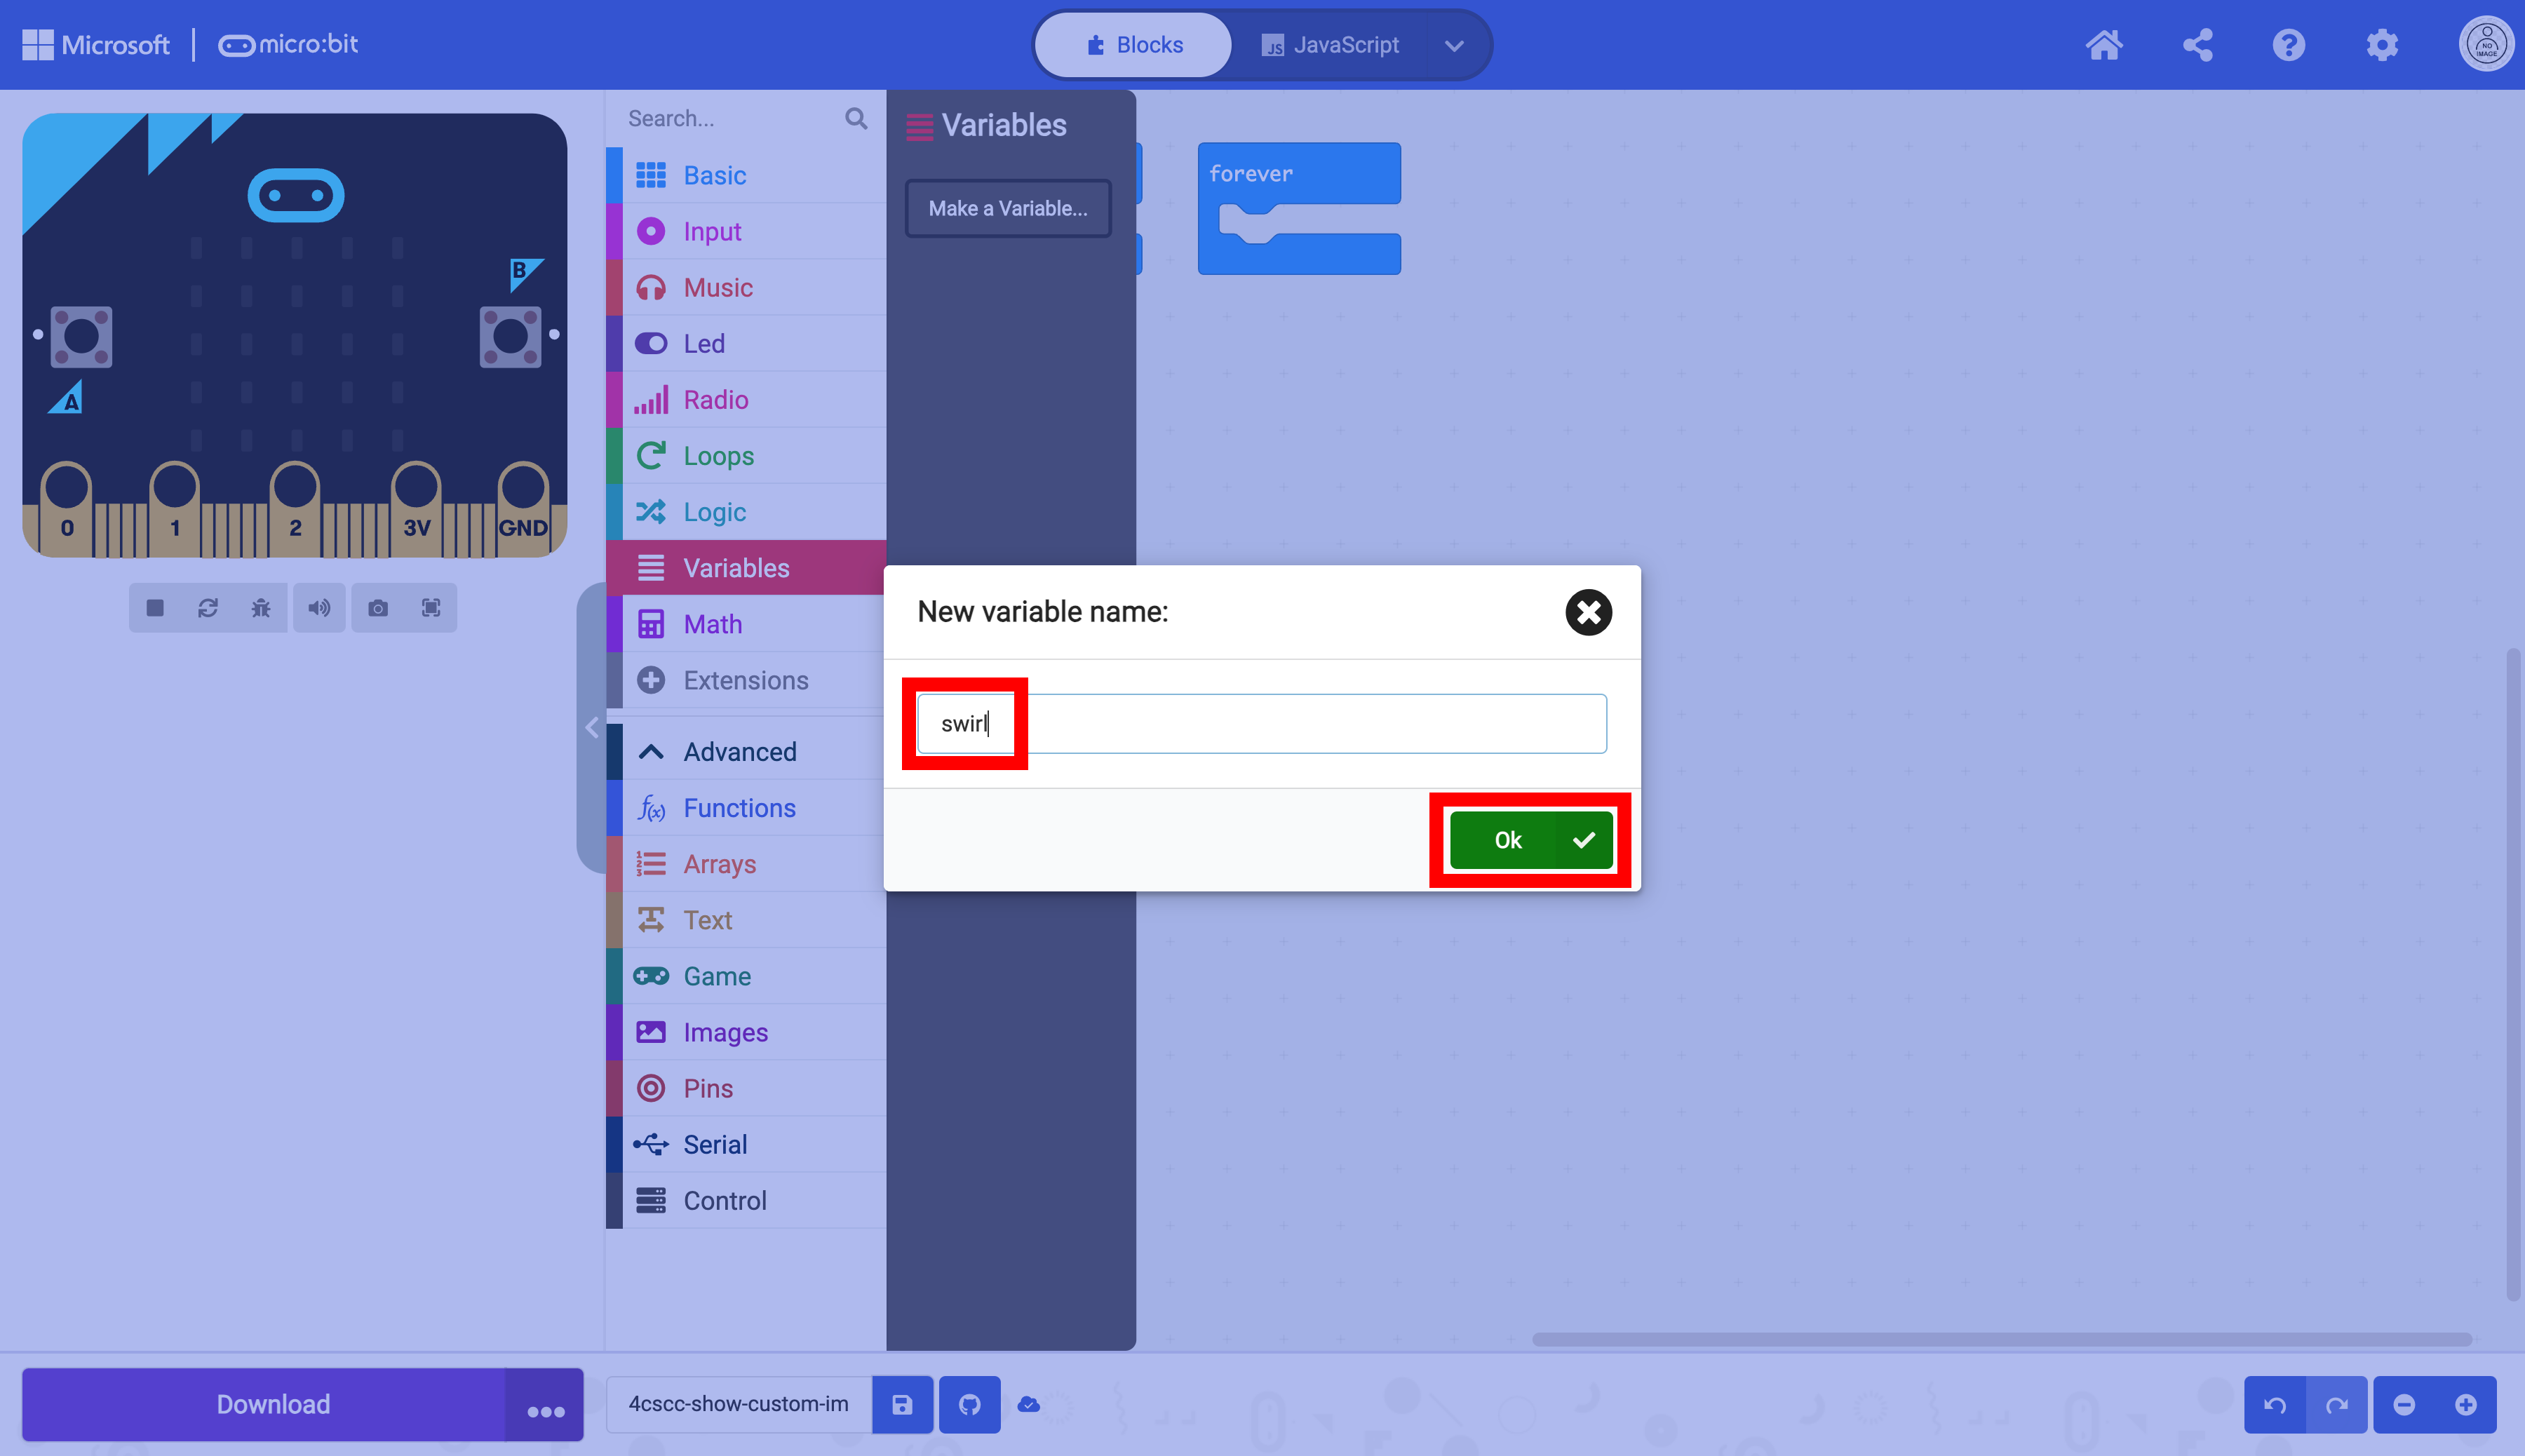 Microsoft
micro:bit
Blocks
JavaScript
NO
IMAGE
B
A
0
1
2
3V
GND
Search...
Basic
Input
Music
Led
Radio
Loops
Logic
Variables
Math
Extensions
Advanced
Functions
Arrays
Text
Game
Images
Pins
Serial
Control
Variables
Make a Variable...
forever
New variable name:
swirl
Ok
Download
4cscc-show-custom-im